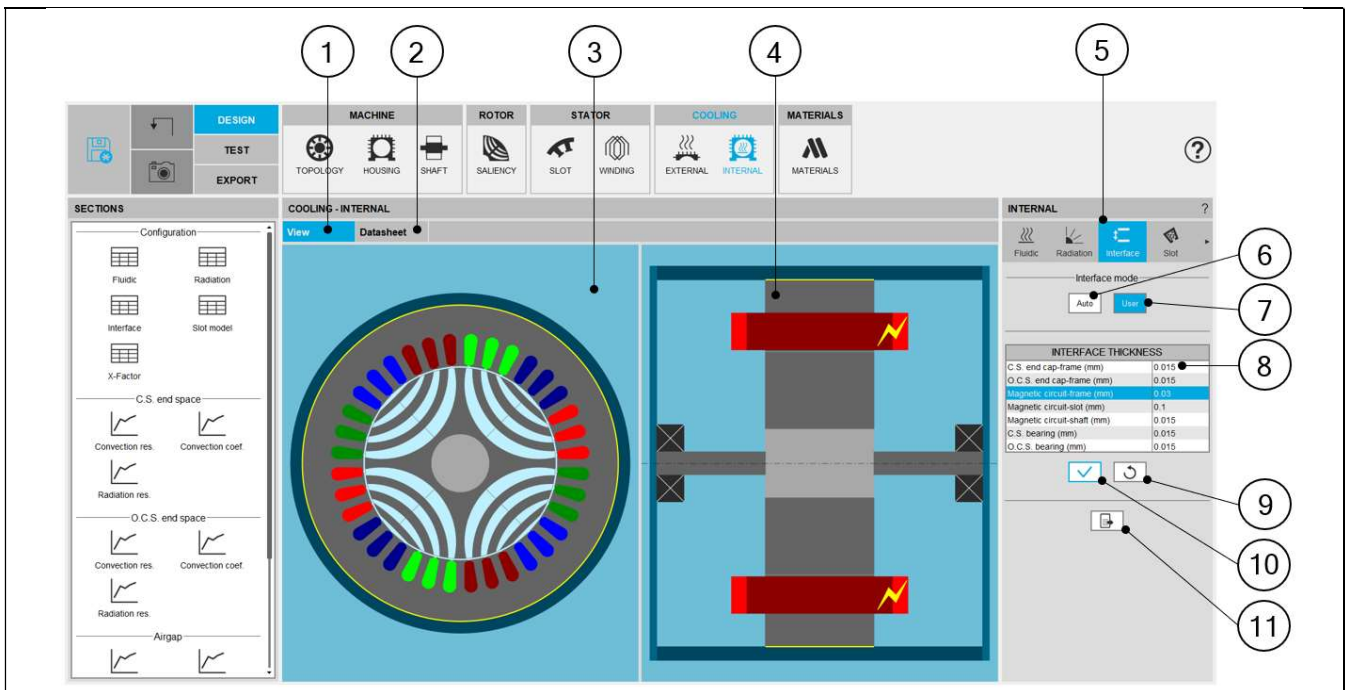 1 2 3 4 5
DESIGN
TEST
EXPORT
MACHINE ROTOR STATOR COOLING MATERIALS
TOPOLOGY HOUSING SHAFT SALIENCY SLOT WINDING EXTERNAL INTERNAL MATERIALS
?
SECTIONS
Configuration
Fluidic Radiation
Interface Slot model
X-Factor
C.S. end space
Convection res. Convection coef.
Radiation res.
O.C.S. end space
Convection res. Convection coef.
Radiation res.
Airgap
COOLING - INTERNAL
View Datasheet
INTERNAL ?
Fluidic Radiation Interface Slot
Interface mode
Auto User
INTERFACE THICKNESS
C.S. end cap-frame (mm) 0.015
O.C.S. end cap-frame (mm) 0.015
Magnetic circuit-frame (mm) 0.03
Magnetic circuit-slot (mm) 0.1
Magnetic circuit-shaft (mm) 0.015
C.S. bearing (mm) 0.015
O.C.S. bearing (mm) 0.015
6
7
8
9
10
11